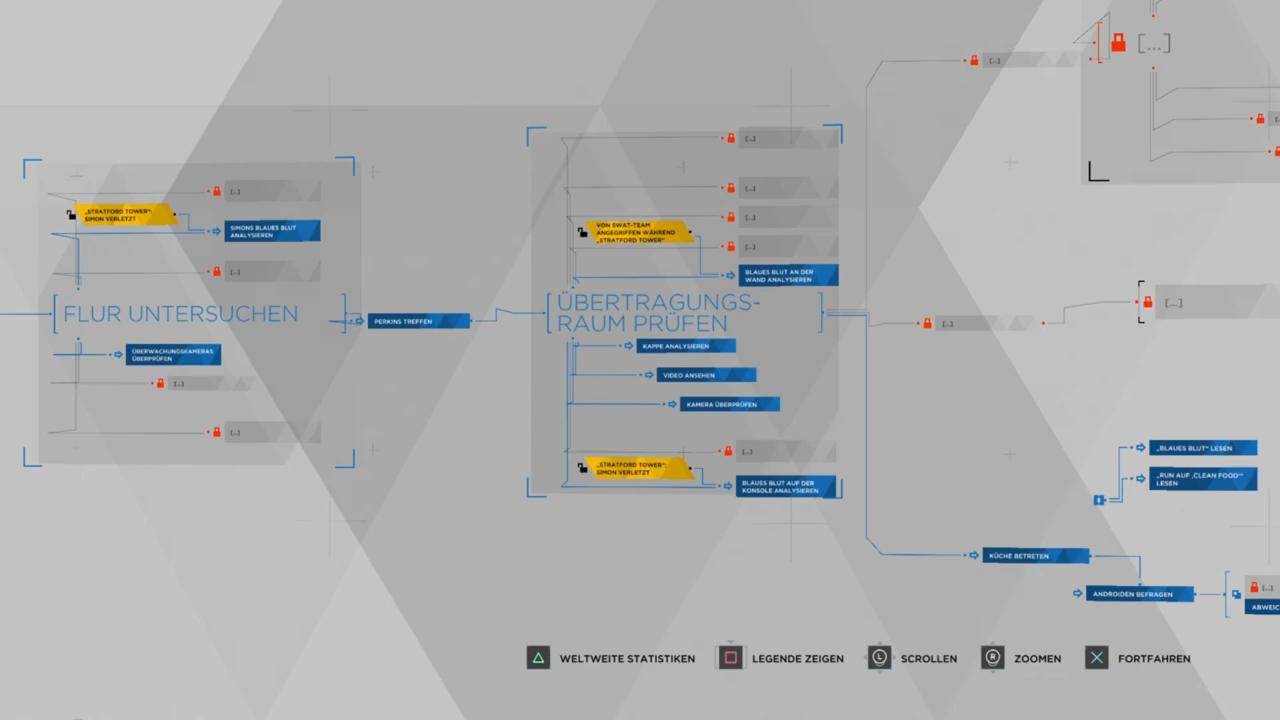 [...]
„STRATFORD TOWER“:
SIMON VERLETZT
SIMONS BLAUES BLUT
ANALYSIEREN
[...]
FLUR UNTERSUCHEN
ÜBERWACHUNGSKAMERAS
ÜBERPRÜFEN
[...]
[...]
PERKINS TREFFEN
[...]
[...]
[...]
VON SWAT-TEAM
ANGEGRIFFEN WÄHREND
„STRATFORD TOWER“
[...]
BLAUES BLUT AN DER
WAND ANALYSIEREN
ÜBERTRAGUNGS-
RAUM PRÜFEN
KAPPE ANALYSIEREN
VIDEO ANSEHEN
KAMERA ÜBERPRÜFEN
[...]
„STRATFORD TOWER“:
SIMON VERLETZT
BLAUES BLUT AUF DER
KONSOLE ANALYSIEREN
[...]
[...]
[...]
[...]
„BLAUES BLUT“ LESEN
„RUN AUF ‚CLEAN FOOD‘“
LESEN
KÜCHE BETRETEN
ANDROIDEN BEFRAGEN
[...]
ABWEIC
WELTWEITE STATISTIKEN
LEGENDE ZEIGEN
L SCROLLEN
R ZOOMEN
FORTFAHREN